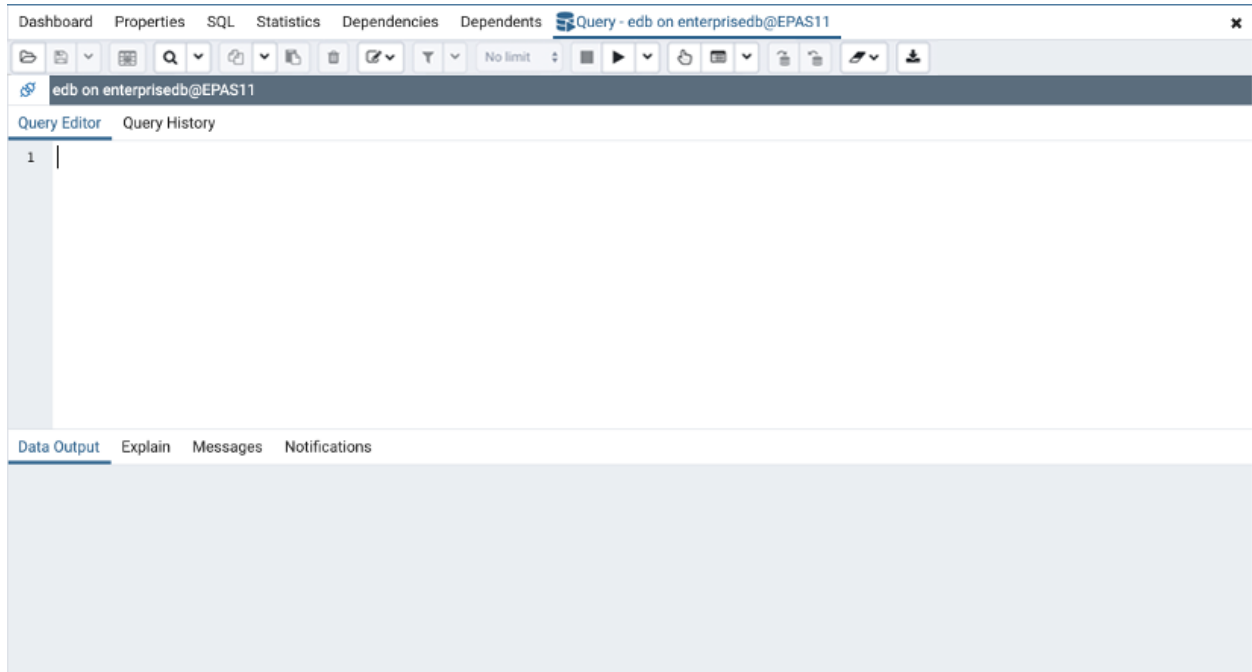 Dashboard Properties SQL Statistics Dependencies Dependents Query - edb on enterprisedb@EPAS11
No limit
edb on enterprisedb@EPAS11
Query Editor Query History
1
Data Output Explain Messages Notifications